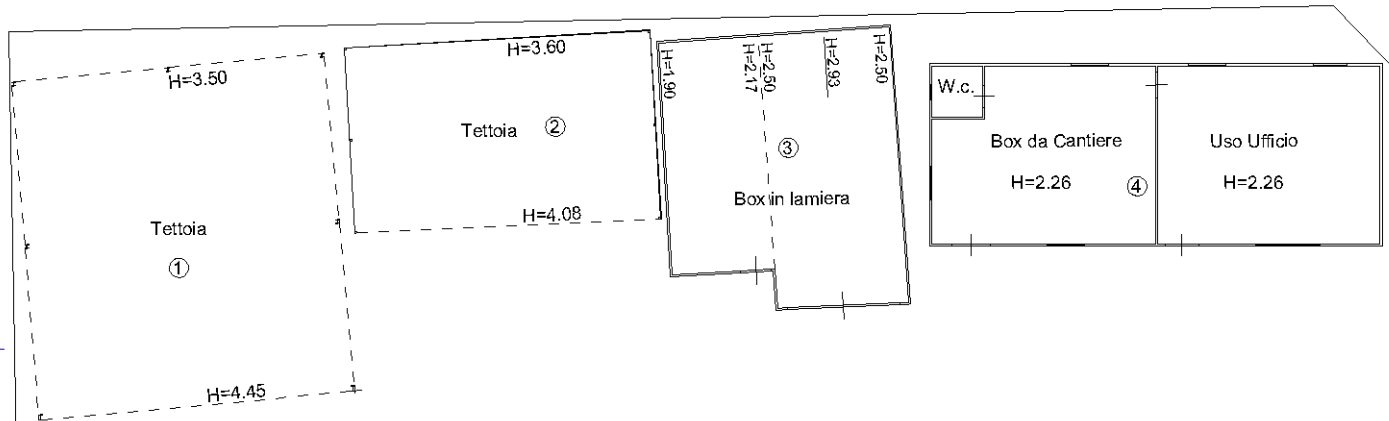 H=3.50
Tettoia
1
H=4.45
H=3.60
Tettoia 2
H=4.08
H=1.90
H=2.17
H=2.50
H=2.93
H=2.50
3
Box in lamiera
W.c.
Box da Cantiere
H=2.26
4
Uso Ufficio
H=2.26